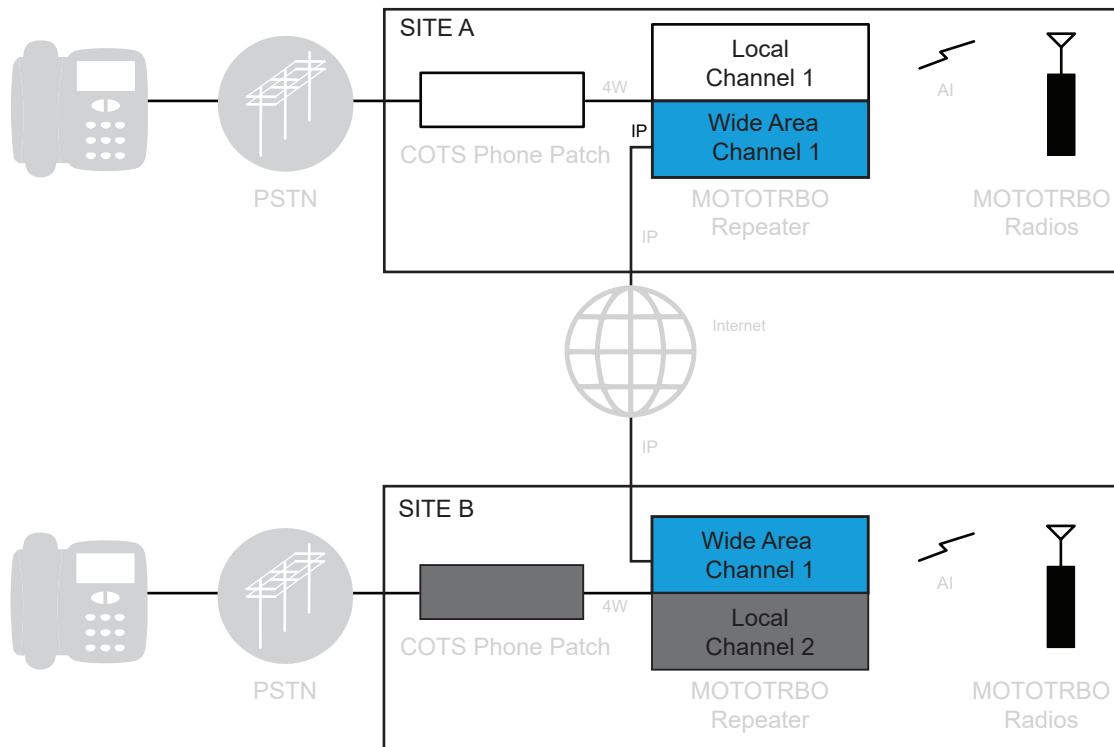 SITE A
Local
Channel 1
4W
AI
IP
Wide Area
Channel 1
COTS Phone Patch
PSTN
MOTOTRBO
Repeater
MOTOTRBO
Radios
IP
Internet
IP
SITE B
Wide Area
Channel 1
AI
4W
Local
Channel 2
COTS Phone Patch
PSTN
MOTOTRBO
Repeater
MOTOTRBO
Radios